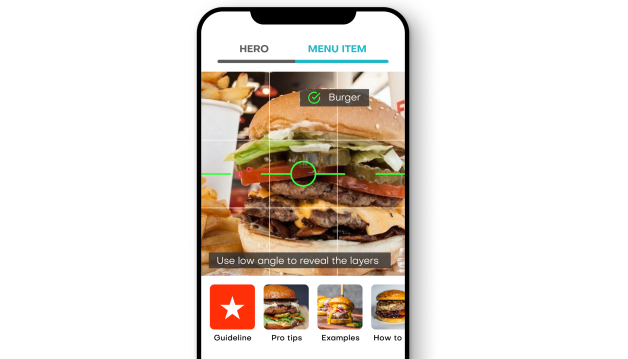 HERO MENU ITEM
Burger
Use low angle to reveal the layers
Guideline Pro tips Examples How to